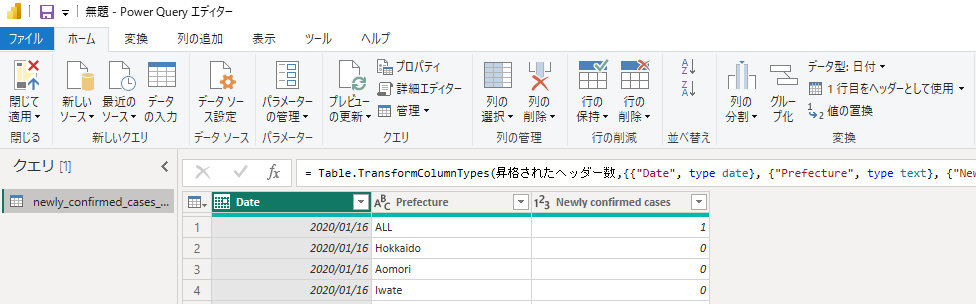 無題 - Power Query エディター
ファイル ホーム 変換 列の追加 表示 ツール ヘルプ
閉じて適用
閉じる
新しいソース
最近のソース
データの入力
新しいクエリ
データ ソース設定
データ ソース
パラメーターの管理
パラメーター
プレビューの更新
プロパティ
詳細エディター
管理
クエリ
列の選択
列の削除
列の管理
行の保持
行の削除
行の削減
並べ替え
列の分割
グループ化
データ型: 日付
1 行目をヘッダーとして使用
値の置換
変換
クエリ [1]
newly_confirmed_cases_...
= Table.TransformColumnTypes(昇格されたヘッダー数,{{"Date", type date}, {"Prefecture", type text}, {"New
Date ABC Prefecture 123 Newly confirmed cases
1 2020/01/16 ALL 1
2 2020/01/16 Hokkaido 0
3 2020/01/16 Aomori 0
4 2020/01/16 Iwate 0